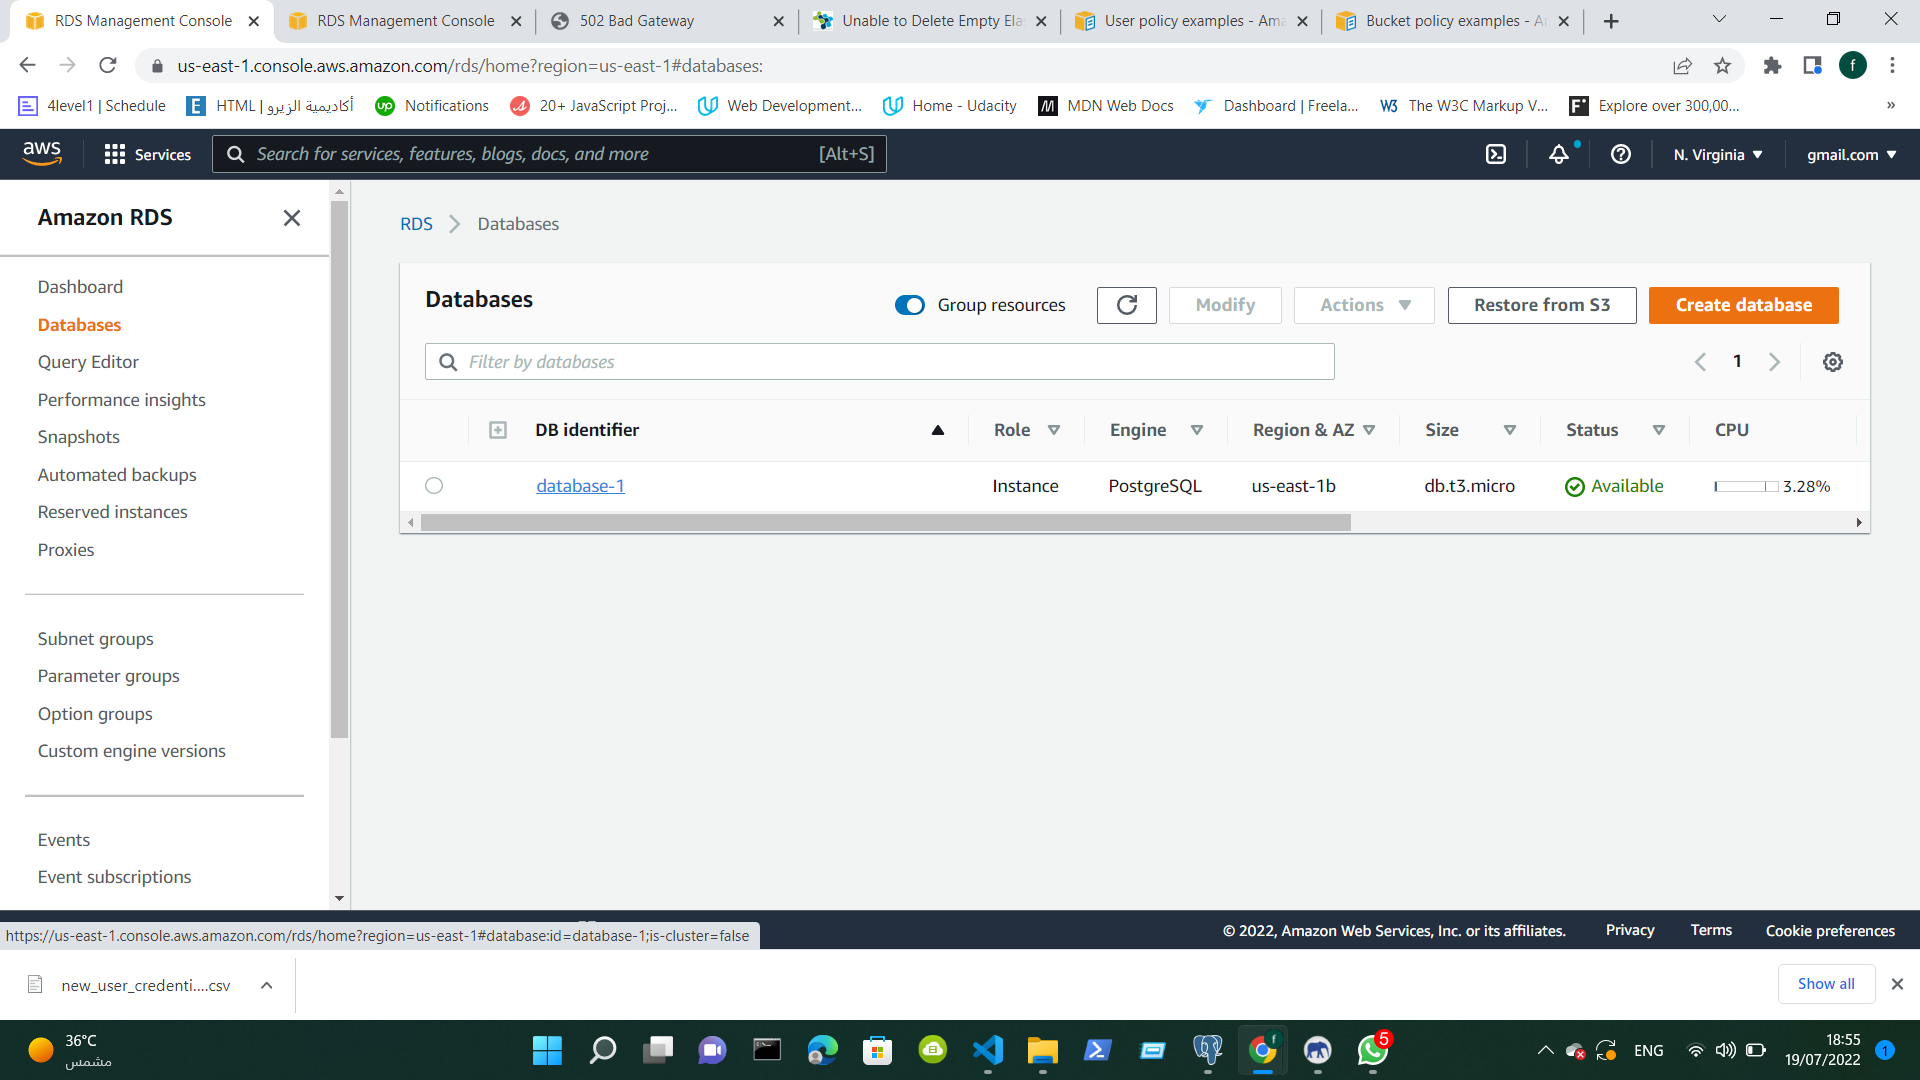 RDS Management Console
RDS Management Console
502 Bad Gateway
Unable to Delete Empty Ela
User policy examples - Ama
Bucket policy examples - A
us-east-1.console.aws.amazon.com/rds/home?region=us-east-1#databases:
f
4level1 | Schedule
HTML | أكاديمية الزيرو
Notifications
20+ JavaScript Proj...
Web Development...
Home - Udacity
MDN Web Docs
Dashboard | Freela...
The W3C Markup V...
Explore over 300,00...
»
aws
Services
Search for services, features, blogs, docs, and more
[Alt+S]
N. Virginia
gmail.com
Amazon RDS
Dashboard
Databases
Query Editor
Performance insights
Snapshots
Automated backups
Reserved instances
Proxies
Subnet groups
Parameter groups
Option groups
Custom engine versions
Events
Event subscriptions
RDS
Databases
Databases
Group resources
Modify
Actions
Restore from S3
Create database
Filter by databases
1
DB identifier
Role
Engine
Region & AZ
Size
Status
CPU
database-1
Instance
PostgreSQL
us-east-1b
db.t3.micro
Available
3.28%
https://us-east-1.console.aws.amazon.com/rds/home?region=us-east-1#database:id=database-1;is-cluster=false
© 2022, Amazon Web Services, Inc. or its affiliates.
Privacy
Terms
Cookie preferences
new_user_credenti....csv
Show all
36°C
مشمس
5
ENG
18:55
19/07/2022
1